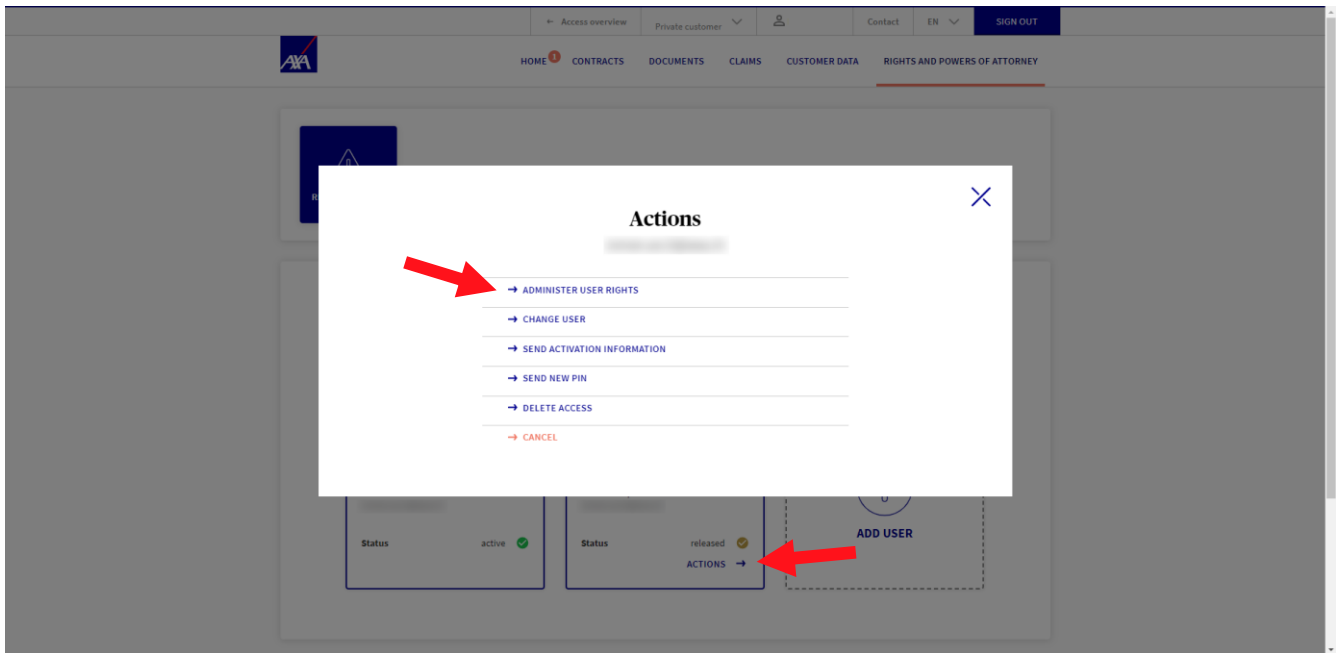 ← Access overview
Private customer
Contact
EN
SIGN OUT
AXA
HOME 1
CONTRACTS
DOCUMENTS
CLAIMS
CUSTOMER DATA
RIGHTS AND POWERS OF ATTORNEY
R
Actions
→ ADMINISTER USER RIGHTS
→ CHANGE USER
→ SEND ACTIVATION INFORMATION
→ SEND NEW PIN
→ DELETE ACCESS
→ CANCEL
Status active
Status released
ACTIONS →
ADD USER